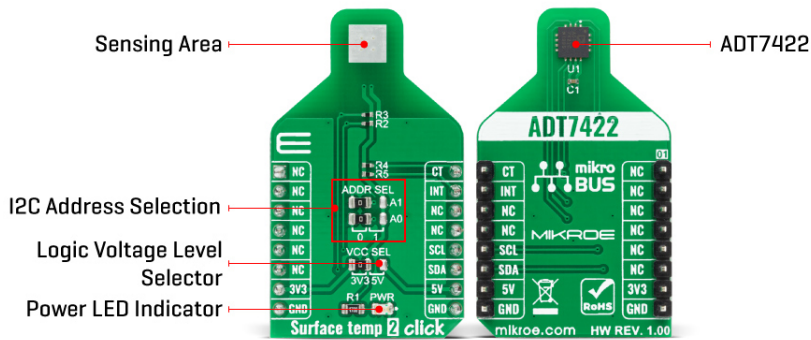 Sensing Area
ADT7422
U1
C1
R3
R2
ADT7422
R4
R5
NC CT
NC INT
NC NC
NC NC
NC SCL
NC SDA
3V3 5V
GND GND
ADDR SEL
A1
A0
0 1
I2C Address Selection
VCC SEL
3V3 5V
Logic Voltage Level
Selector
R1 PWR
Power LED Indicator
Surface temp 2 click
01
mikro
BUS
MIKROE
CT NC
INT NC
NC NC
NC NC
SCL NC
SDA NC
5V 3V3
GND GND
RoHS
mikroe.com HW REV. 1.00